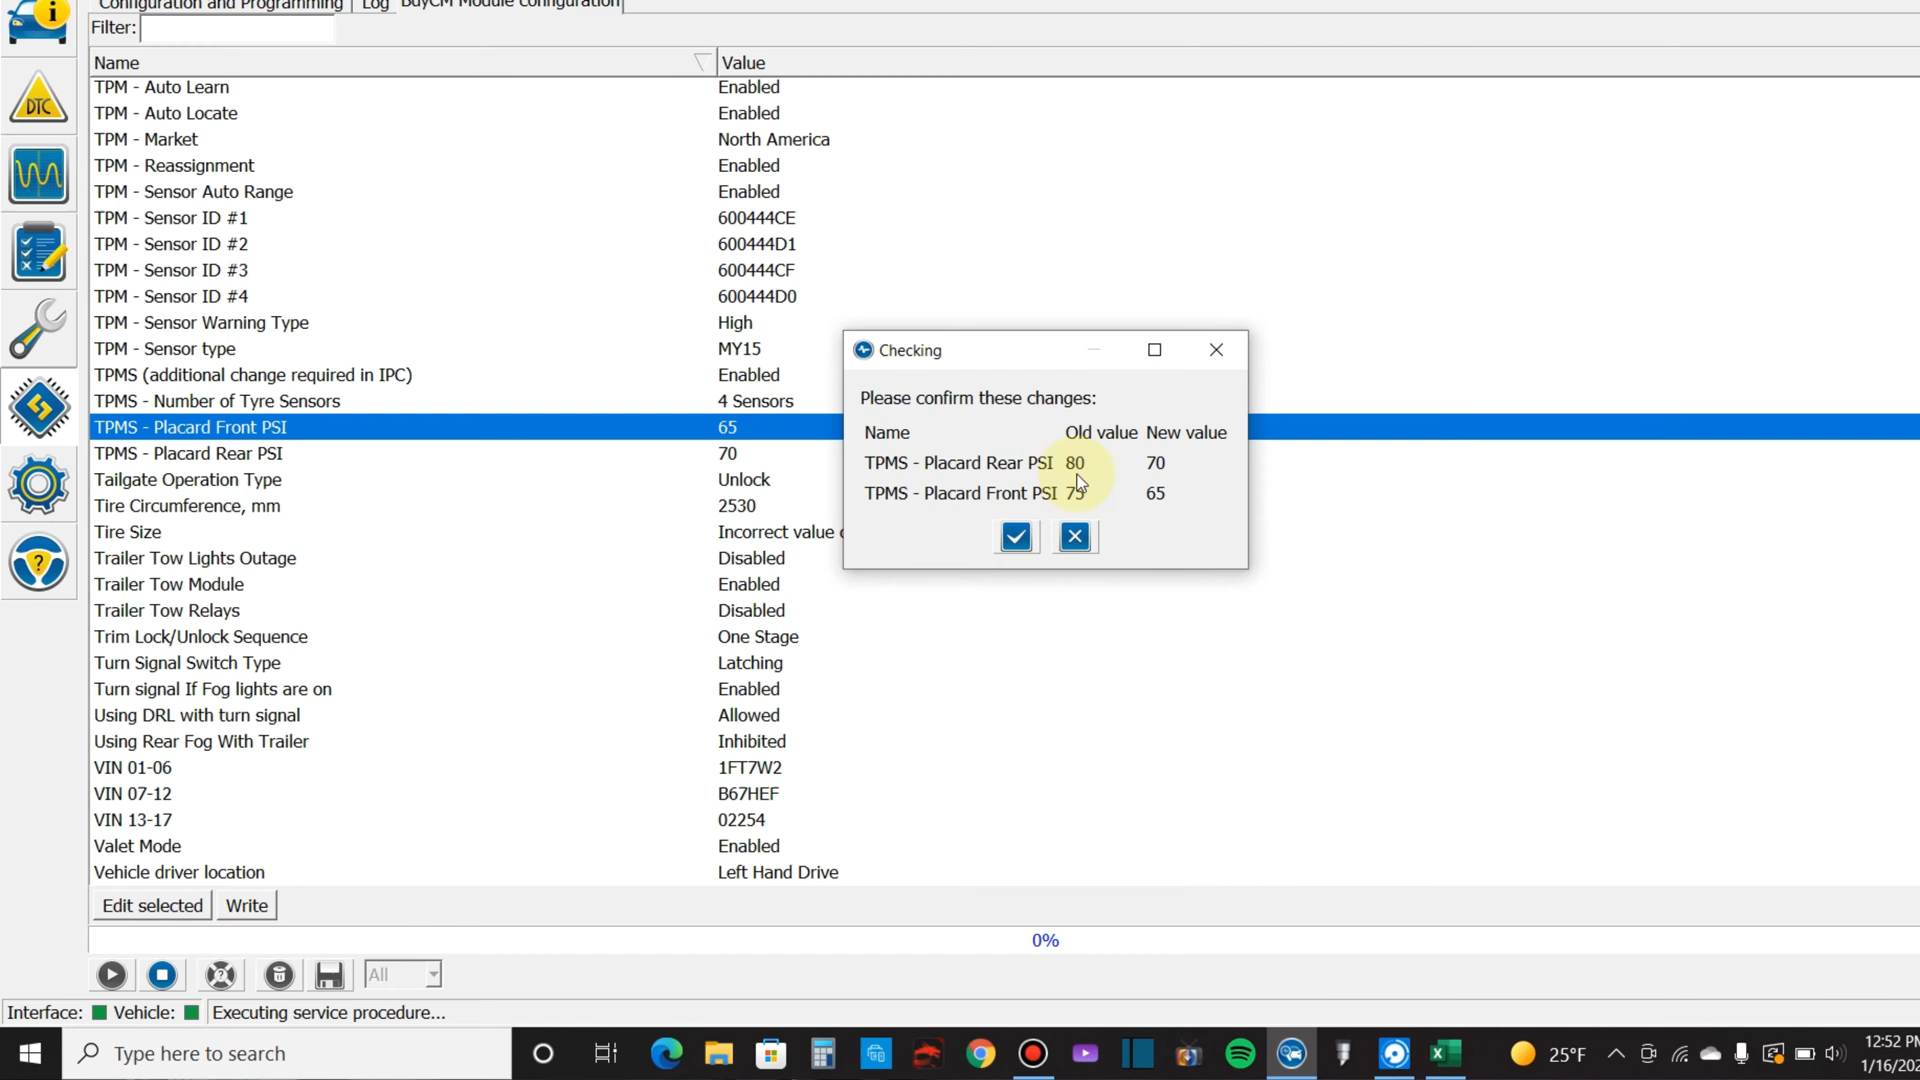 Configuration and Programming Log BdyCM Module configuration
Filter:
Name Value
TPM - Auto Learn Enabled
TPM - Auto Locate Enabled
TPM - Market North America
TPM - Reassignment Enabled
TPM - Sensor Auto Range Enabled
TPM - Sensor ID #1 600444CE
TPM - Sensor ID #2 600444D1
TPM - Sensor ID #3 600444CF
TPM - Sensor ID #4 600444D0
TPM - Sensor Warning Type High
TPM - Sensor type MY15
TPMS (additional change required in IPC) Enabled
TPMS - Number of Tyre Sensors 4 Sensors
TPMS - Placard Front PSI 65
TPMS - Placard Rear PSI 70
Tailgate Operation Type Unlock
Tire Circumference, mm 2530
Tire Size Incorrect value
Trailer Tow Lights Outage Disabled
Trailer Tow Module Enabled
Trailer Tow Relays Disabled
Trim Lock/Unlock Sequence One Stage
Turn Signal Switch Type Latching
Turn signal If Fog lights are on Enabled
Using DRL with turn signal Allowed
Using Rear Fog With Trailer Inhibited
VIN 01-06 1FT7W2
VIN 07-12 B67HEF
VIN 13-17 02254
Valet Mode Enabled
Vehicle driver location Left Hand Drive
Checking
Please confirm these changes:
Name Old value New value
TPMS - Placard Rear PSI 80 70
TPMS - Placard Front PSI 75 65
Edit selected Write
0%
All
Interface: Vehicle: Executing service procedure...
Type here to search
25°F
12:52 PM
1/16/202
DTC